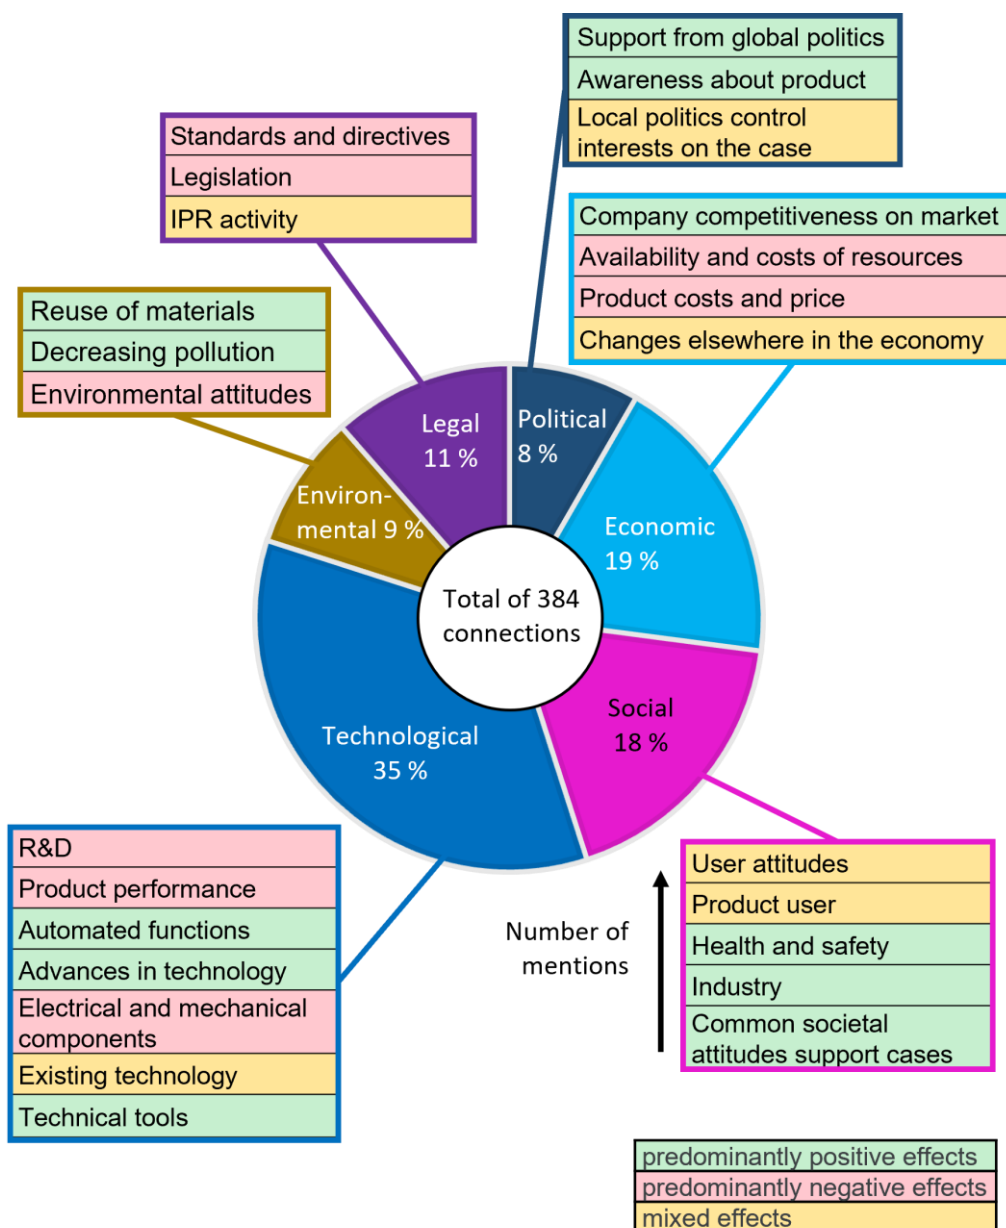 Support from global politics
Awareness about product
Local politics control
interests on the case
Standards and directives
Legislation
IPR activity
Company competitiveness on market
Availability and costs of resources
Product costs and price
Changes elsewhere in the economy
Reuse of materials
Decreasing pollution
Environmental attitudes
Legal
11 %
Political
8 %
Environ-
mental 9 %
Economic
19 %
Total of 384
connections
Technological
35 %
Social
18 %
R&D
Product performance
Automated functions
Advances in technology
Electrical and mechanical
components
Existing technology
Technical tools
Number of
mentions
User attitudes
Product user
Health and safety
Industry
Common societal
attitudes support cases
predominantly positive effects
predominantly negative effects
mixed effects